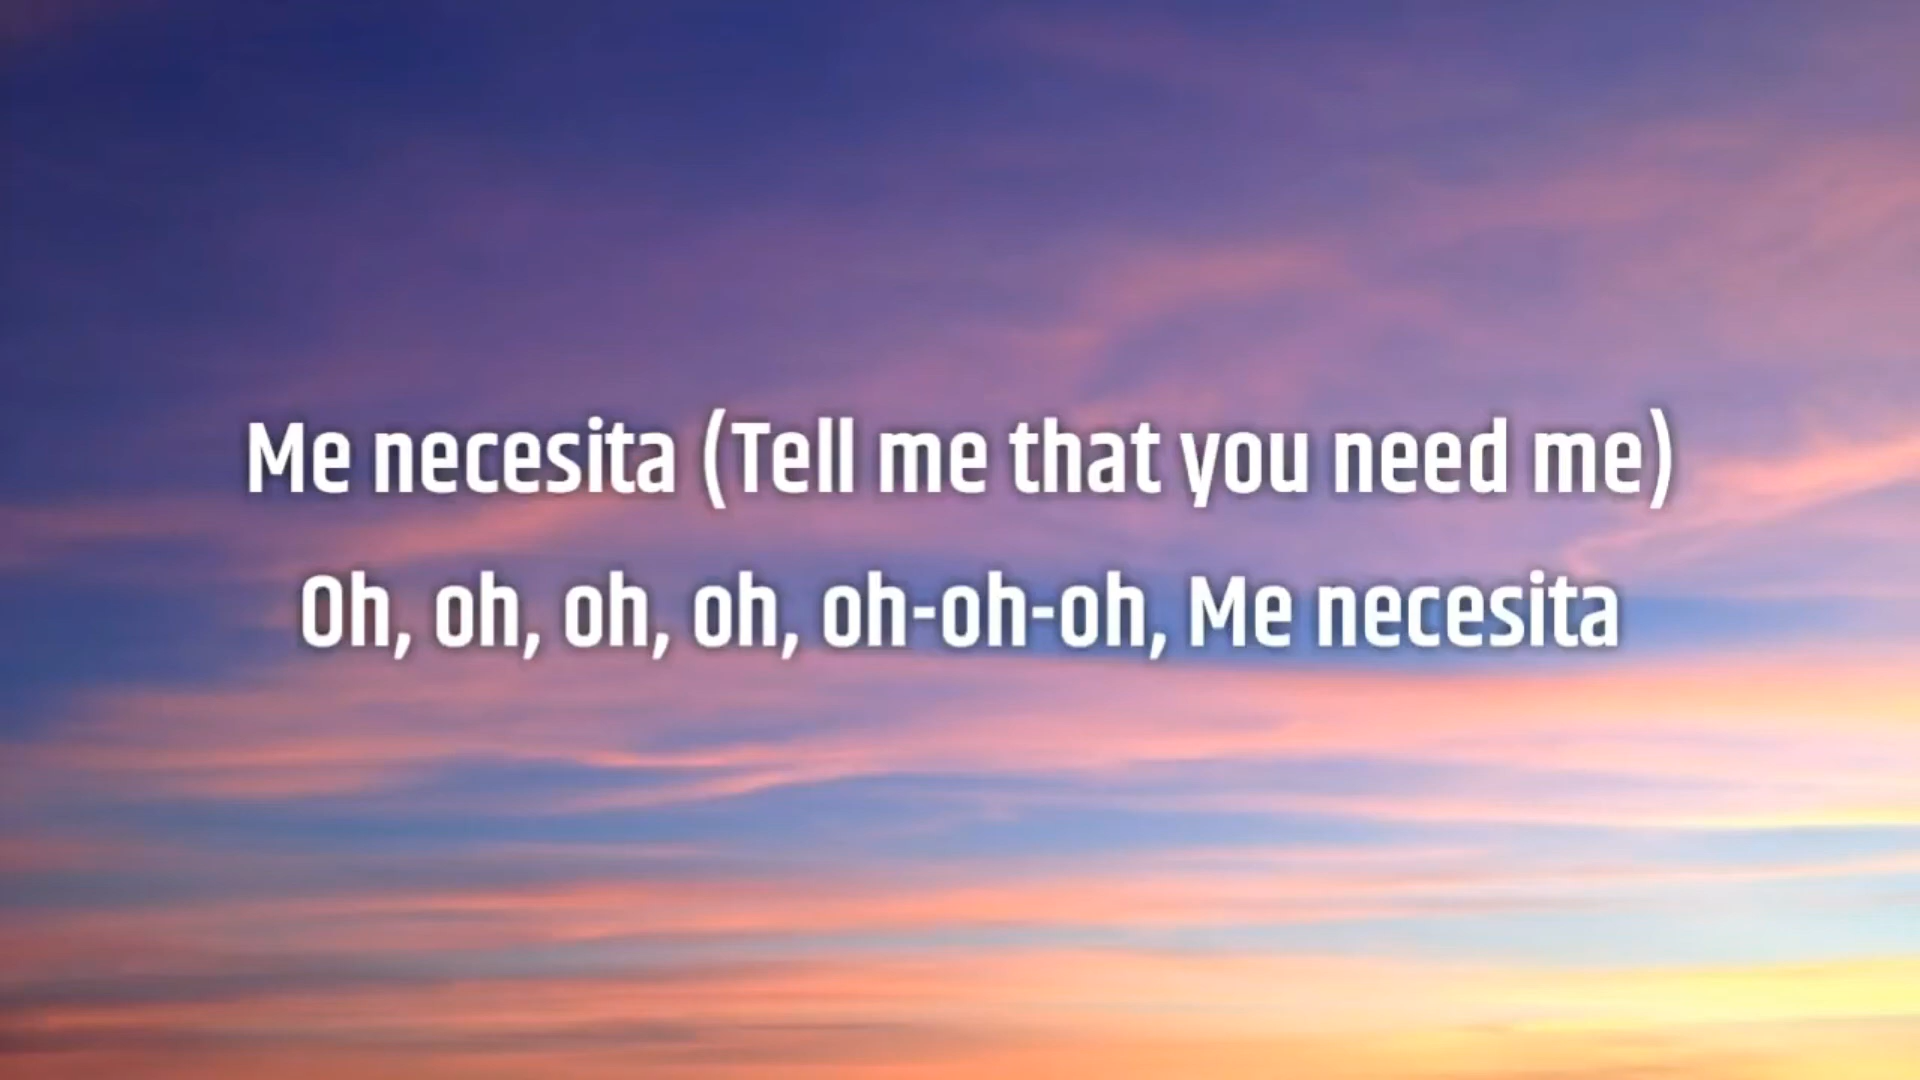 Me necesita (Tell me that you need me)
Oh, oh, oh, oh, oh-oh-oh, Me necesita